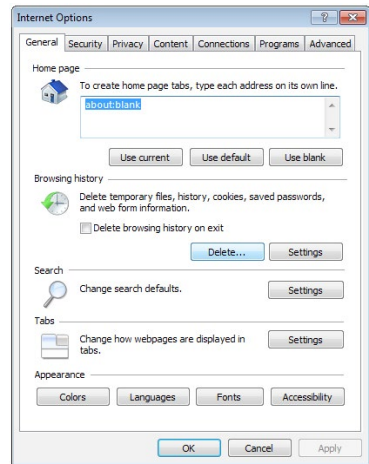 Internet Options
General Security Privacy Content Connections Programs Advanced
Home page
To create home page tabs, type each address on its own line.
about:blank
Use current Use default Use blank
Browsing history
Delete temporary files, history, cookies, saved passwords,
and web form information.
Delete browsing history on exit
Delete... Settings
Search
Change search defaults. Settings
Tabs
Change how webpages are displayed in
tabs.
Settings
Appearance
Colors Languages Fonts Accessibility
OK Cancel Apply